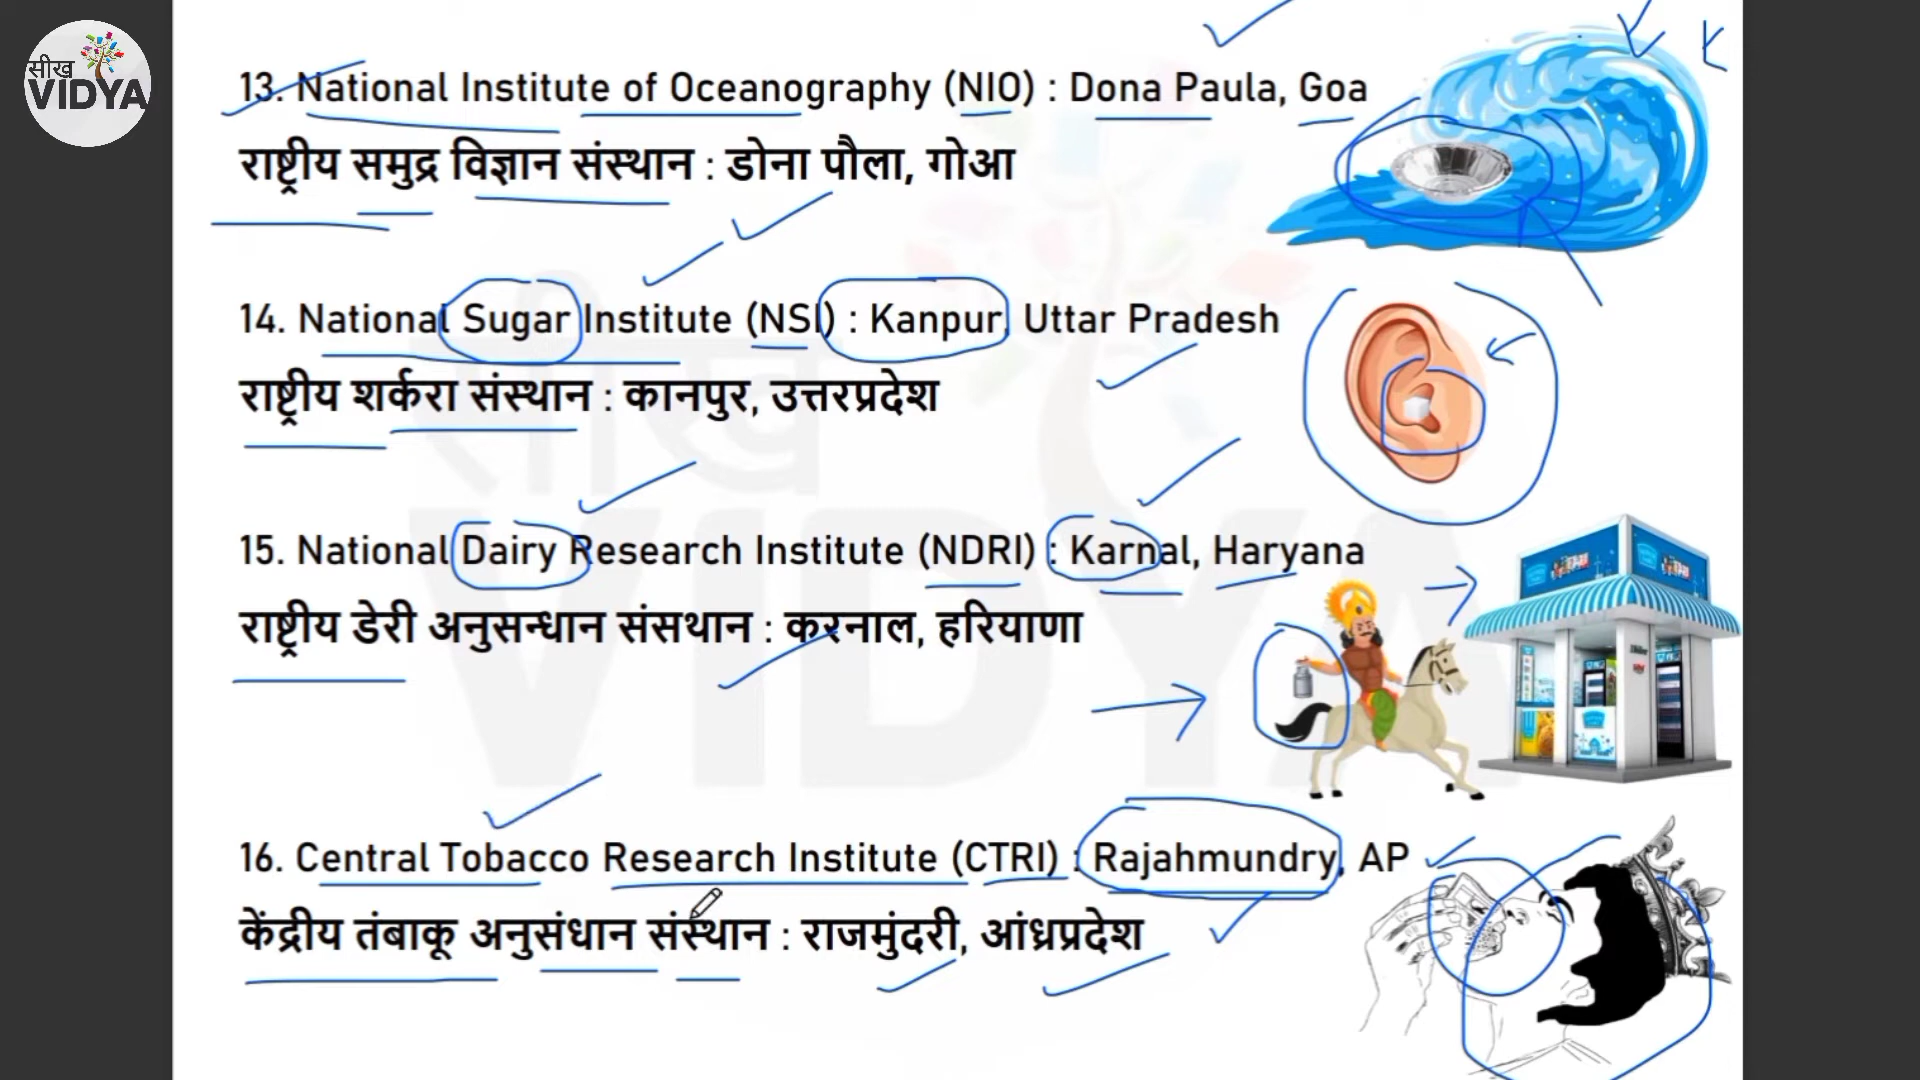 सीख
VIDYA
13. National Institute of Oceanography (NIO) : Dona Paula, Goa
राष्ट्रीय समुद्र विज्ञान संस्थान : डोना पौला, गोआ
14. National Sugar Institute (NSI) : Kanpur, Uttar Pradesh
राष्ट्रीय शर्करा संस्थान : कानपुर, उत्तरप्रदेश
15. National Dairy Research Institute (NDRI) : Karnal, Haryana
राष्ट्रीय डेरी अनुसन्धान संसथान : करनाल, हरियाणा
16. Central Tobacco Research Institute (CTRI) : Rajahmundry, AP
केंद्रीय तंबाकू अनुसंधान संस्थान : राजमुंदरी, आंध्रप्रदेश
सीख
VIDYA